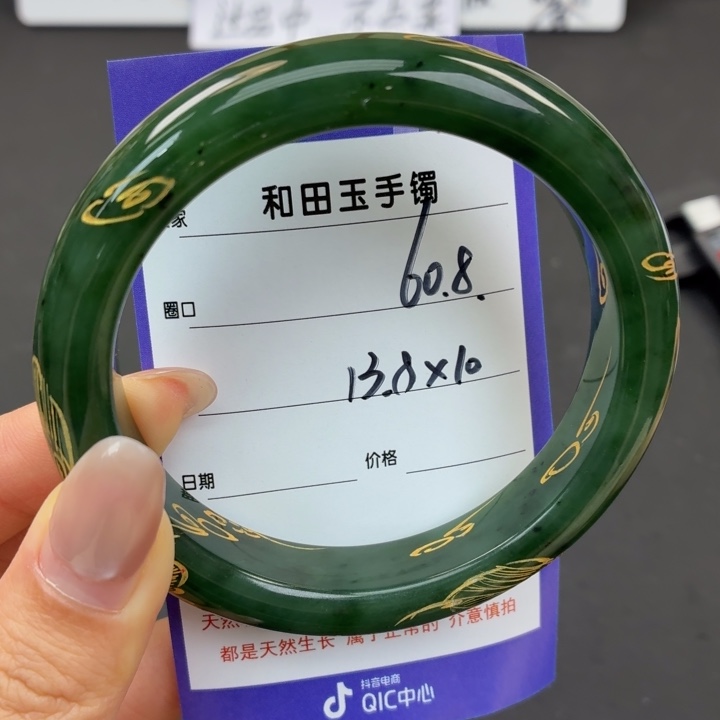 和田玉手镯
家
圈口 60.8.
13.8×10
日期 价格
天然
都是天然生长 属于正常的 介意慎拍
抖音电商
QIC中心